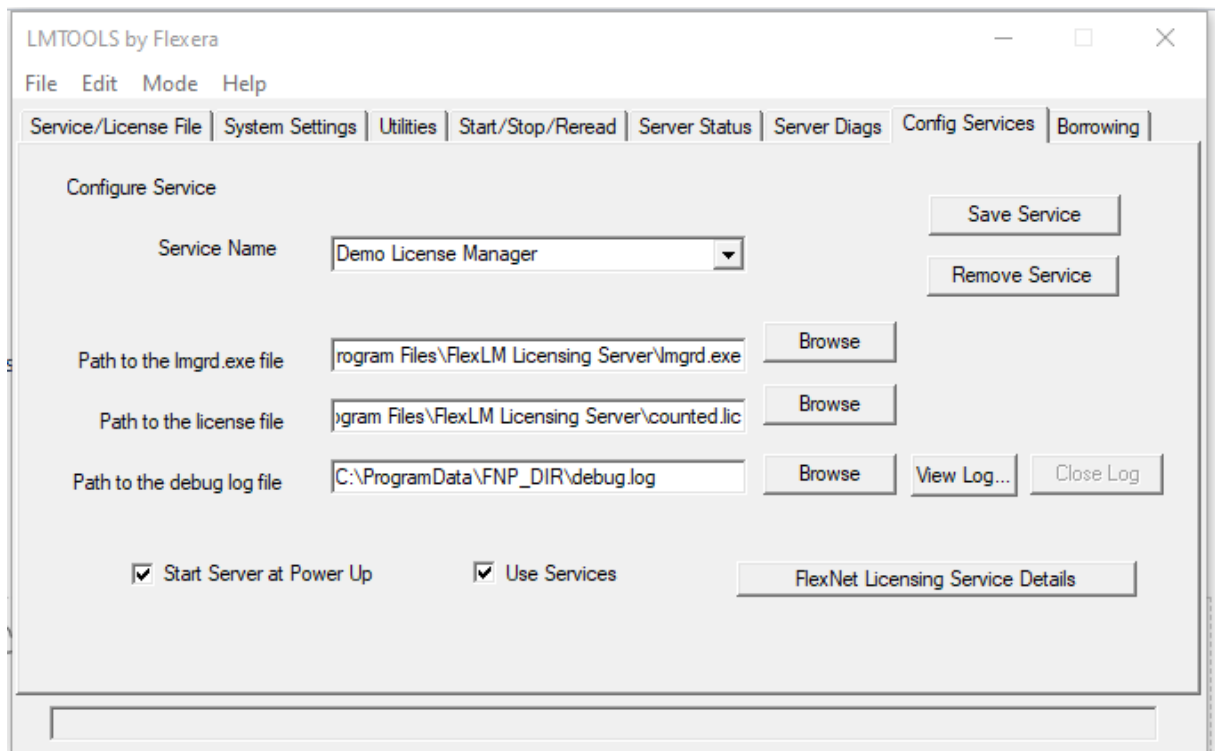 LMTOOLS by Flexera
File Edit Mode Help
Service/License File System Settings Utilities Start/Stop/Reread Server Status Server Diags Config Services Borrowing
Configure Service
Save Service
Service Name Demo License Manager
Remove Service
Path to the lmgrd.exe file rogram Files\FlexLM Licensing Server\lmgrd.exe Browse
Path to the license file ogram Files\FlexLM Licensing Server\counted.lic Browse
Path to the debug log file C:\ProgramData\FNP_DIR\debug.log Browse View Log... Close Log
Start Server at Power Up Use Services FlexNet Licensing Service Details